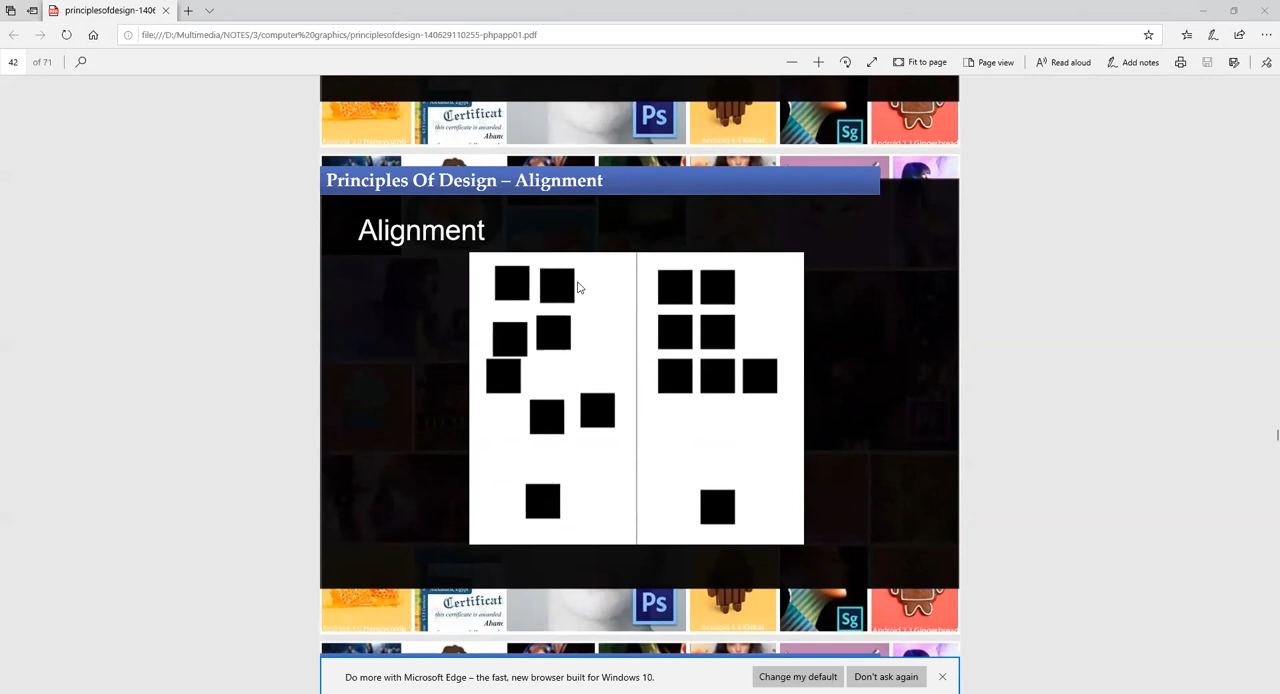 principlesofdesign-1406
file:///D:/Multimedia/NOTES/3/computer%20graphics/principlesofdesign-140629110255-phpapp01.pdf
42 of 71
Fit to page
Page view
Read aloud
Add notes
Certificat
this certificate is awarded
Ps
Sg
Principles Of Design – Alignment
Alignment
Certificat
this certificate is awarded
Ps
Sg
Do more with Microsoft Edge – the fast, new browser built for Windows 10.
Change my default
Don't ask again